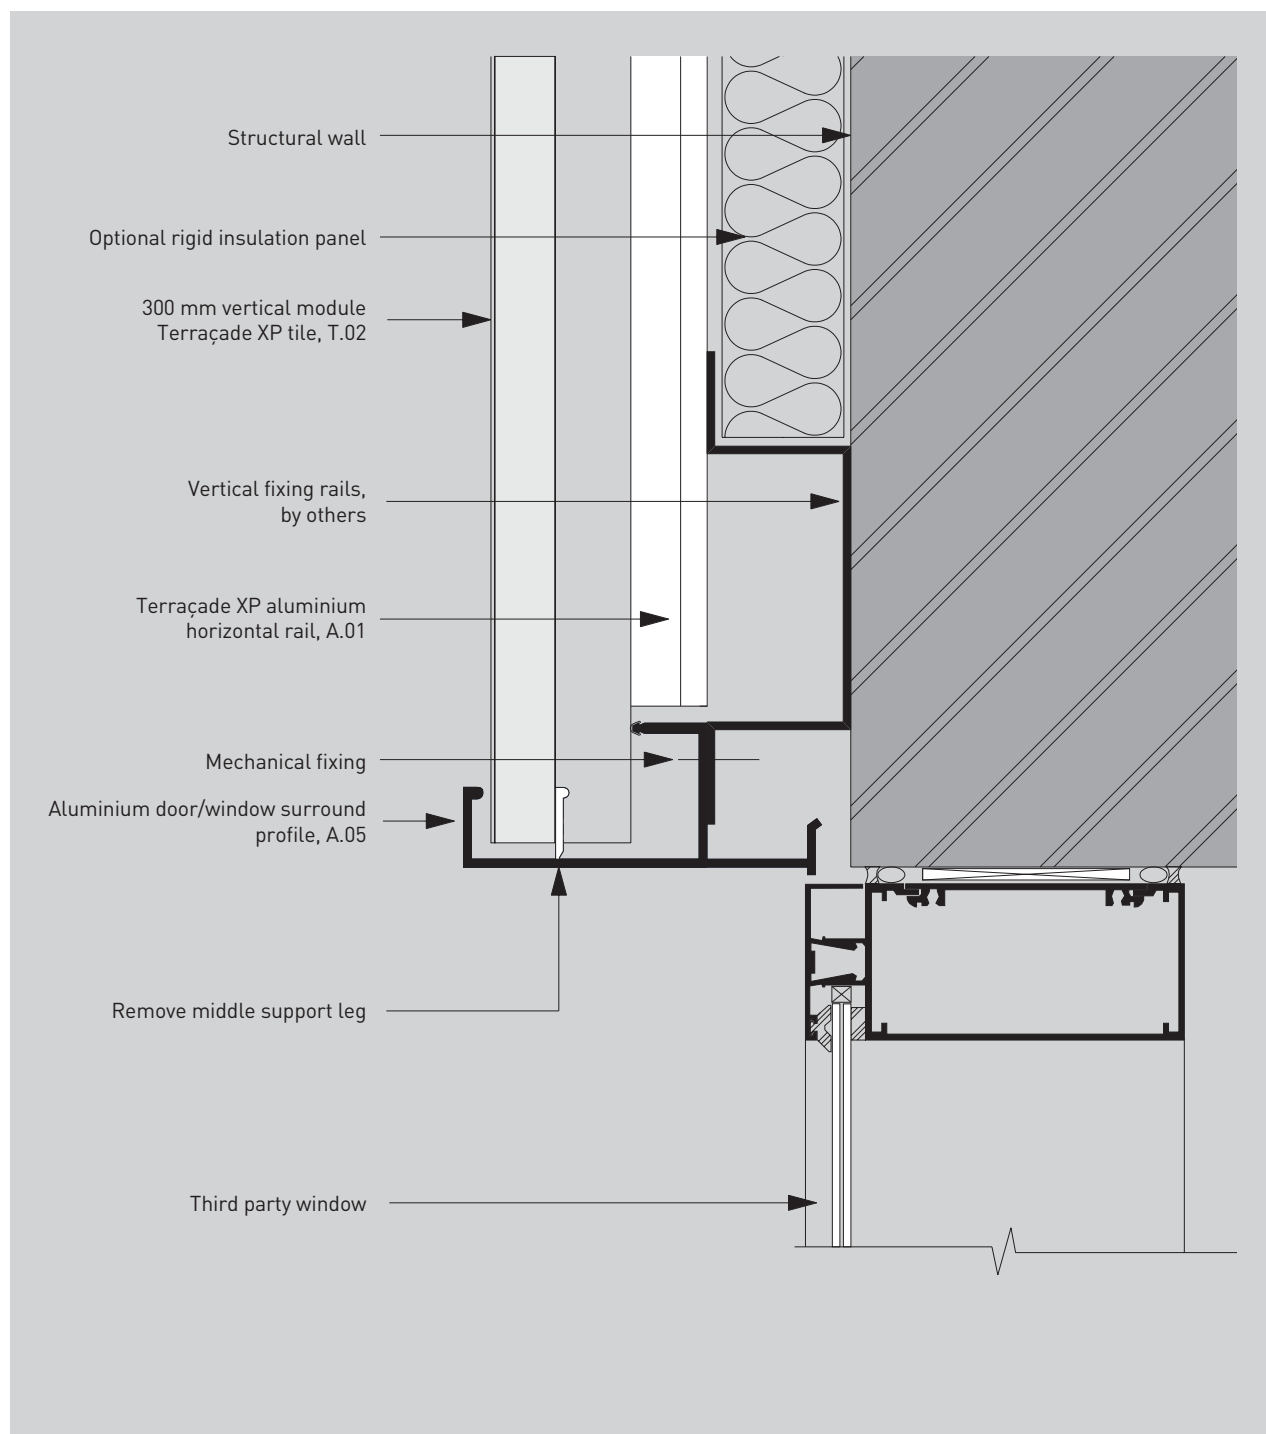 Structural wall
Optional rigid insulation panel
300 mm vertical module
Terraçade XP tile, T.02
Vertical fixing rails,
by others
Terraçade XP aluminium
horizontal rail, A.01
Mechanical fixing
Aluminium door/window surround
profile, A.05
Remove middle support leg
Third party window